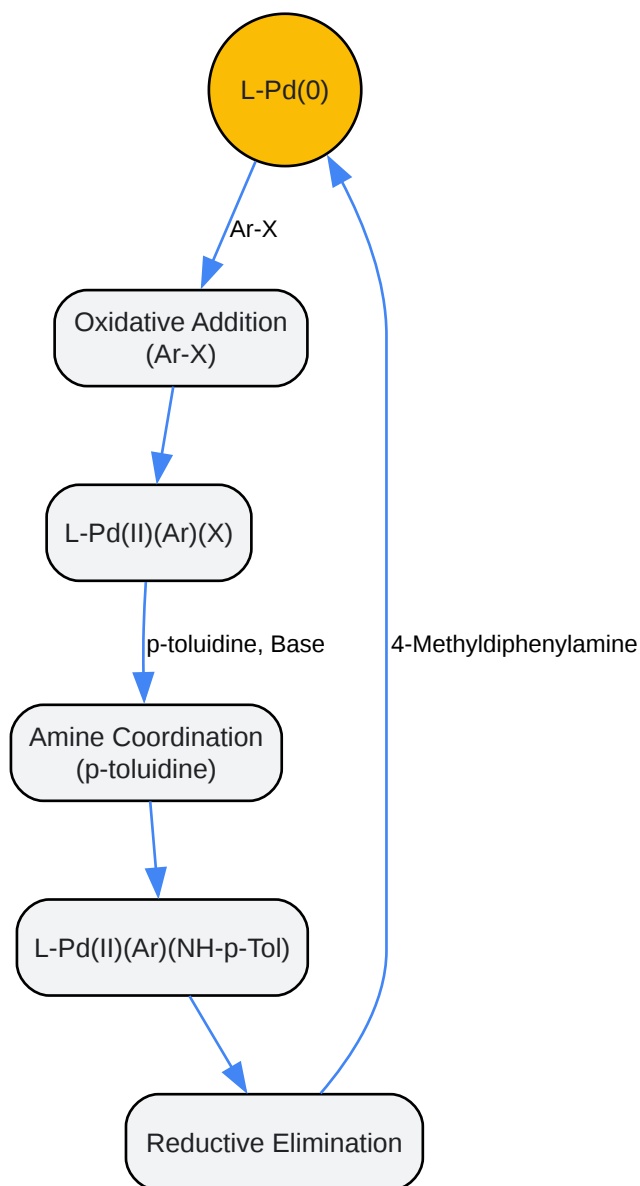 L-Pd(0)
Ar-X
Oxidative Addition
(Ar-X)
L-Pd(II)(Ar)(X)
p-toluidine, Base
4-Methyldiphenylamine
Amine Coordination
(p-toluidine)
L-Pd(II)(Ar)(NH-p-Tol)
Reductive Elimination